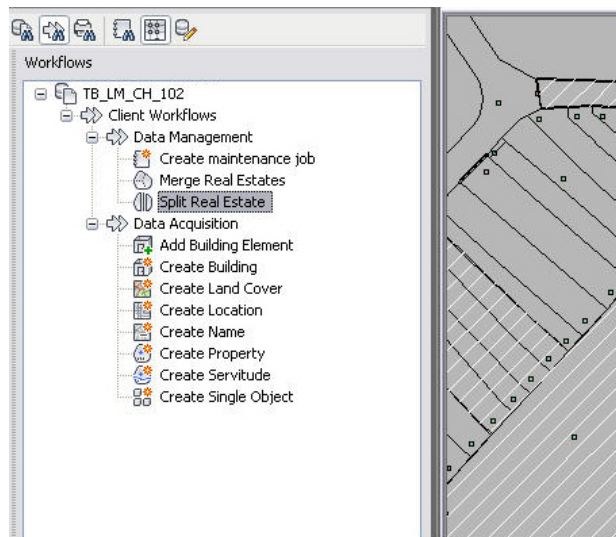 Workflows
TB_LM_CH_102
Client Workflows
Data Management
Create maintenance job
Merge Real Estates
Split Real Estate
Data Acquisition
Add Building Element
Create Building
Create Land Cover
Create Location
Create Name
Create Property
Create Servitude
Create Single Object